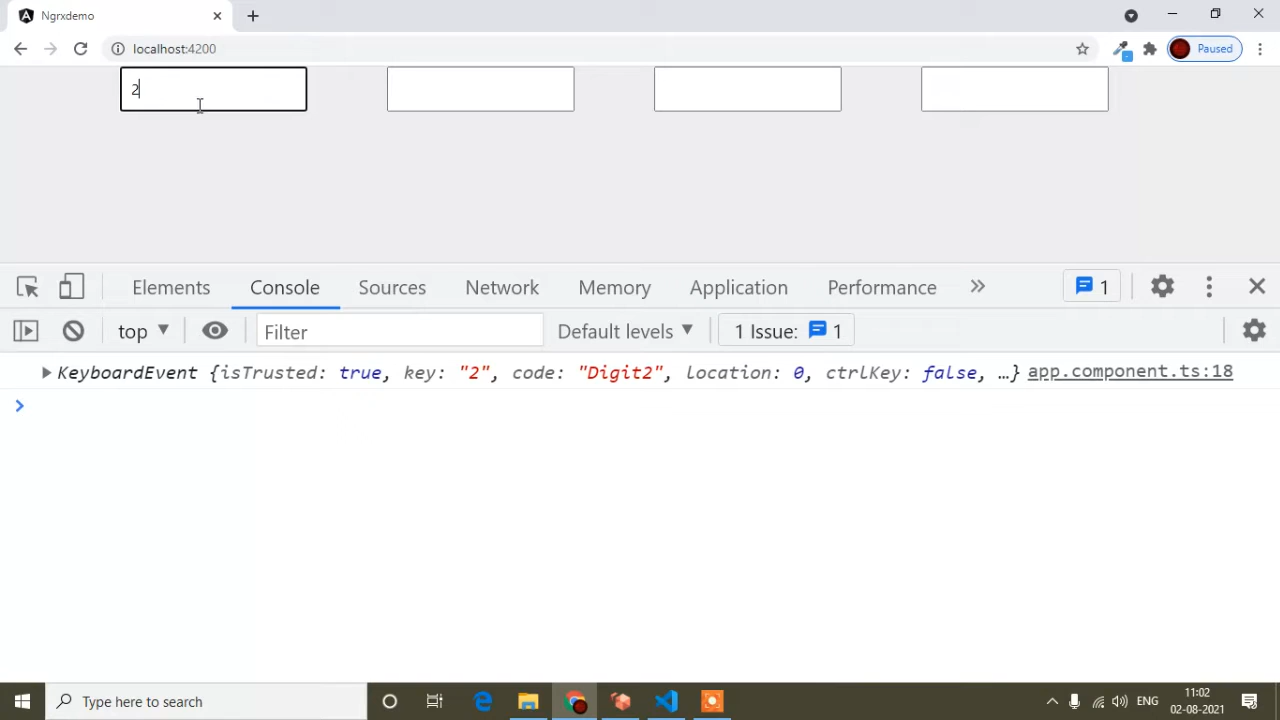 Ngrxdemo
localhost:4200
Paused
2
Elements Console Sources Network Memory Application Performance » 1
top Filter Default levels 1 Issue: 1
KeyboardEvent {isTrusted: true, key: "2", code: "Digit2", location: 0, ctrlKey: false, …} app.component.ts:18
Type here to search
ENG
11:02
02-08-2021